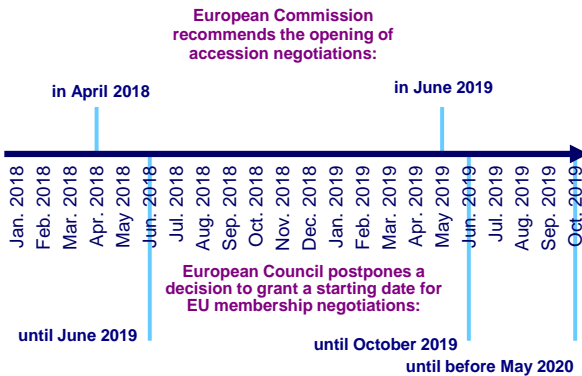 European Commission
recommends the opening of
accession negotiations:
in April 2018
in June 2019
Jan. 2018
Feb. 2018
Mar. 2018
Apr. 2018
May 2018
Jun. 2018
Jul. 2018
Aug. 2018
Sep. 2018
Oct. 2018
Nov. 2018
Dec. 2018
Jan. 2019
Feb. 2019
Mar. 2019
Apr. 2019
May 2019
Jun. 2019
Jul. 2019
Aug. 2019
Sep. 2019
Oct. 2019
European Council postpones a
decision to grant a starting date for
EU membership negotiations:
until June 2019
until October 2019
until before May 2020